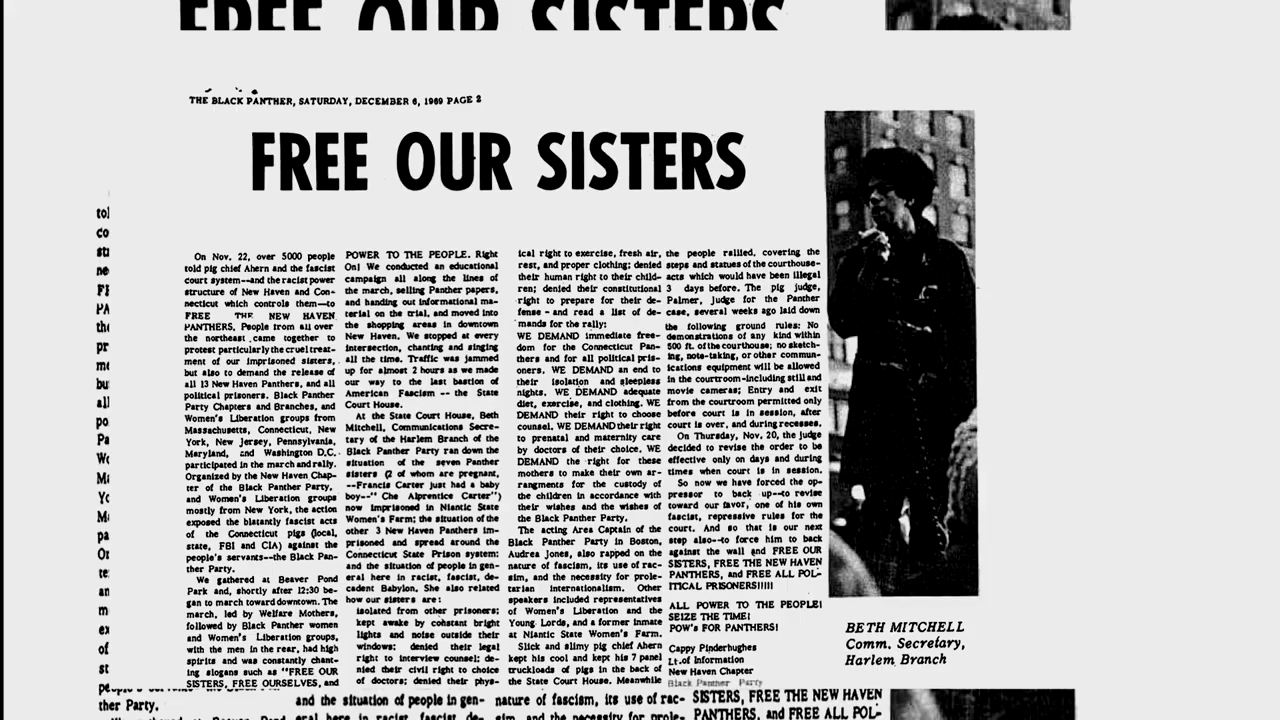 FREE OUR SISTERS
THE BLACK PANTHER, SATURDAY, DECEMBER 6, 1969 PAGE 2
FREE OUR SISTERS
On Nov. 22, over 5000 people
told pig chief Ahern and the fascist
court system--and the racist power
structure of New Haven and Con-
necticut which controls them—to
FREE THE NEW HAVEN
PANTHERS. People from all over
the northeast came together to
protest particularly the cruel treat-
ment of our imprisoned sisters,
but also to demand the release of
all 13 New Haven Panthers, and all
political prisoners. Black Panther
Party Chapters and Branches, and
Women's Liberation groups from
Massachusetts, Connecticut, New
York, New Jersey, Pennsylvania,
Maryland, and Washington D.C.
participated in the march and rally.
Organized by the New Haven Chap-
ter of the Black Panther Party,
and Women's Liberation groups
mostly from New York, the action
exposed the blatantly fascist acts
of the Connecticut pigs (local,
state, FBI and CIA) against the
people's servants--the Black Pan-
ther Party.
We gathered at Beaver Pond
Park and, shortly after 12:30 be-
gan to march toward downtown. The
march, led by Welfare Mothers,
followed by Black Panther women
and Women's Liberation groups,
with the men in the rear, had high
spirits and was constantly chant-
ing slogans such as "FREE OUR
SISTERS, FREE OURSELVES, and
POWER TO THE PEOPLE. Right
On! We conducted an educational
campaign all along the lines of
the march, selling Panther papers,
and handing out informational ma-
terial on the trial, and moved into
the shopping areas in downtown
New Haven. We stopped at every
intersection, chanting and singing
all the time. Traffic was jammed
up for almost 2 hours as we made
our way to the last bastion of
American Fascism -- the State
Court House.
At the State Court House, Beth
Mitchell, Communications Secre-
tary of the Harlem Branch of the
Black Panther Party ran down the
situation of the seven Panther
sisters (2 of whom are pregnant,
--Francis Carter just had a baby
boy--" Che Alprentice Carter")
now imprisoned in Niantic State
Women's Farm; the situation of the
other 3 New Haven Panthers im-
prisoned and spread around the
Connecticut State Prison system;
and the situation of people in gen-
eral here in racist, fascist, de-
cadent Babylon. She also related
how our sisters are:
isolated from other prisoners;
kept awake by constant bright
lights and noise outside their
windows; denied their legal
right to interview counsel; de-
nied their civil right to choice
of doctors; denied their phys-
ical right to exercise, fresh air,
rest, and proper clothing; denied
their human right to their child-
ren; denied their constitutional
right to prepare for their de-
fense - and read a list of de-
mands for the rally:
WE DEMAND immediate free-
dom for the Connecticut Pan-
thers and for all political pris-
oners. WE DEMAND an end to
their isolation and sleepless
nights. WE DEMAND adequate
diet, exercise, and clothing. WE
DEMAND their right to choose
counsel. WE DEMAND their right
to prenatal and maternity care
by doctors of their choice. WE
DEMAND the right for these
mothers to make their own ar-
rangments for the custody of
the children in accordance with
their wishes and the wishes of
the Black Panther Party.
The acting Area Captain of the
Black Panther Party in Boston,
Audrea Jones, also rapped on the
nature of fascism, its use of rac-
sim, and the necessity for prole-
tarian internationalism. Other
speakers included representatives
of Women's Liberation and the
Young Lords, and a former inmate
at Niantic State Women's Farm.
Slick and slimy pig chief Ahern
kept his cool and kept his 7 panel
truckloads of pigs in the back of
the State Court House. Meanwhile
the people rallied, covering the
steps and statues of the courthouse-
acts which would have been illegal
3 days before. The pig judge,
Palmer, Judge for the Panther
case, several weeks ago laid down
the following ground rules: No
demonstrations of any kind within
500 ft. of the courthouse; no sketch-
ing, note-taking, or other commun-
ications equipment will be allowed
in the courtroom-including still and
movie cameras; Entry and exit
from the courtroom permitted only
before court is in session, after
court is over, and during recesses.
On Thursday, Nov. 20, the judge
decided to revise the order to be
effective only on days and during
times when court is in session.
So now we have forced the op-
pressor to back up--to revise
toward our favor, one of his own
fascist, repressive rules for the
court. And so that is our next
step also--to force him to back
against the wall and FREE OUR
SISTERS, FREE THE NEW HAVEN
PANTHERS, and FREE ALL POL-
ITICAL PRISONERS!!!!!
ALL POWER TO THE PEOPLE!
SEIZE THE TIME!
POW's FOR PANTHERS!
Cappy Pinderhughes
Lt.of Information
New Haven Chapter
Black Panther Party
BETH MITCHELL
Comm. Secretary,
Harlem Branch
ther Party.
and the situation of people in gen-
nature of fascism, its use of rac-
sim, and the necessity for prole-
SISTERS, FREE THE NEW HAVEN
PANTHERS, and FREE ALL POL-